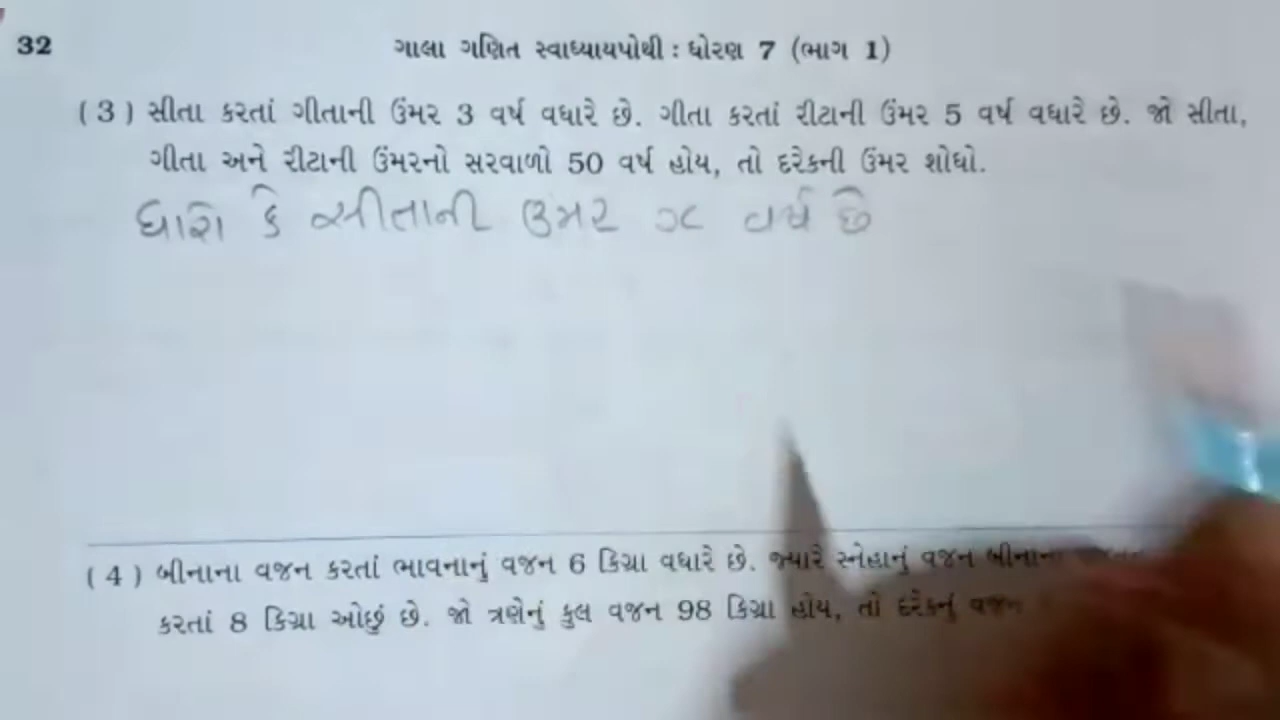 32
ગાલા ગણિત સ્વાધ્યાયપોથી : ધોરણ 7 (ભાગ 1)
( 3 ) સીતા કરતાં ગીતાની ઉંમર 3 વર્ષ વધારે છે. ગીતા કરતાં રીટાની ઉંમર 5 વર્ષ વધારે છે. જો સીતા,
ગીતા અને રીટાની ઉંમરનો સરવાળો 50 વર્ષ હોય, તો દરેકની ઉંમર શોધો.
ધારો કે સીતાની ઉંમર x વર્ષ છે
( 4 ) બીનાના વજન કરતાં ભાવનાનું વજન 6 કિગ્રા વધારે છે. જ્યારે સ્નેહાનું વજન બીનાના
કરતાં 8 કિગ્રા ઓછું છે. જો ત્રણેનું કુલ વજન 98 કિગ્રા હોય, તો દરેકનું વજન